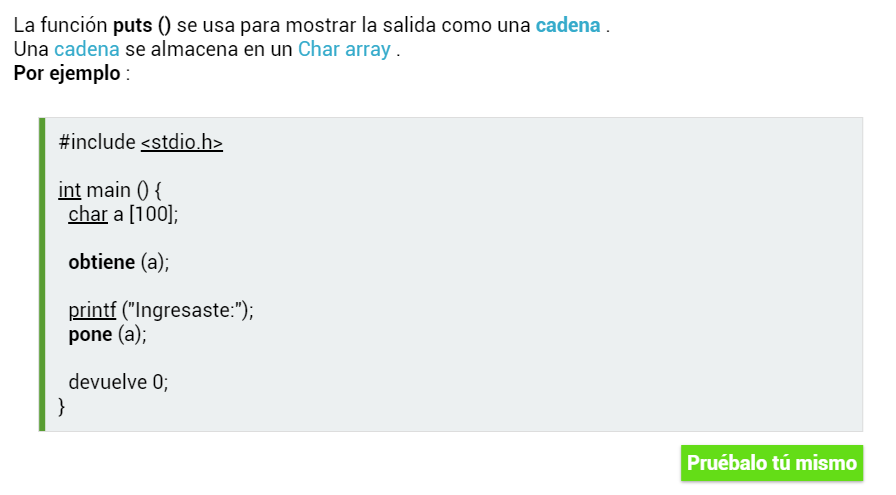 La función puts () se usa para mostrar la salida como una cadena .
Una cadena se almacena en un Char array .
Por ejemplo :
#include <stdio.h>
int main () {
char a [100];
obtiene (a);
printf ("Ingresaste:");
pone (a);
devuelve 0;
}
Pruébalo tú mismo